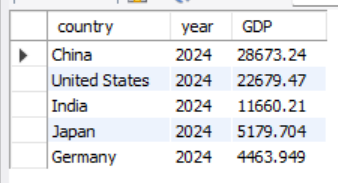 country year GDP
China 2024 28673.24
United States 2024 22679.47
India 2024 11660.21
Japan 2024 5179.704
Germany 2024 4463.949